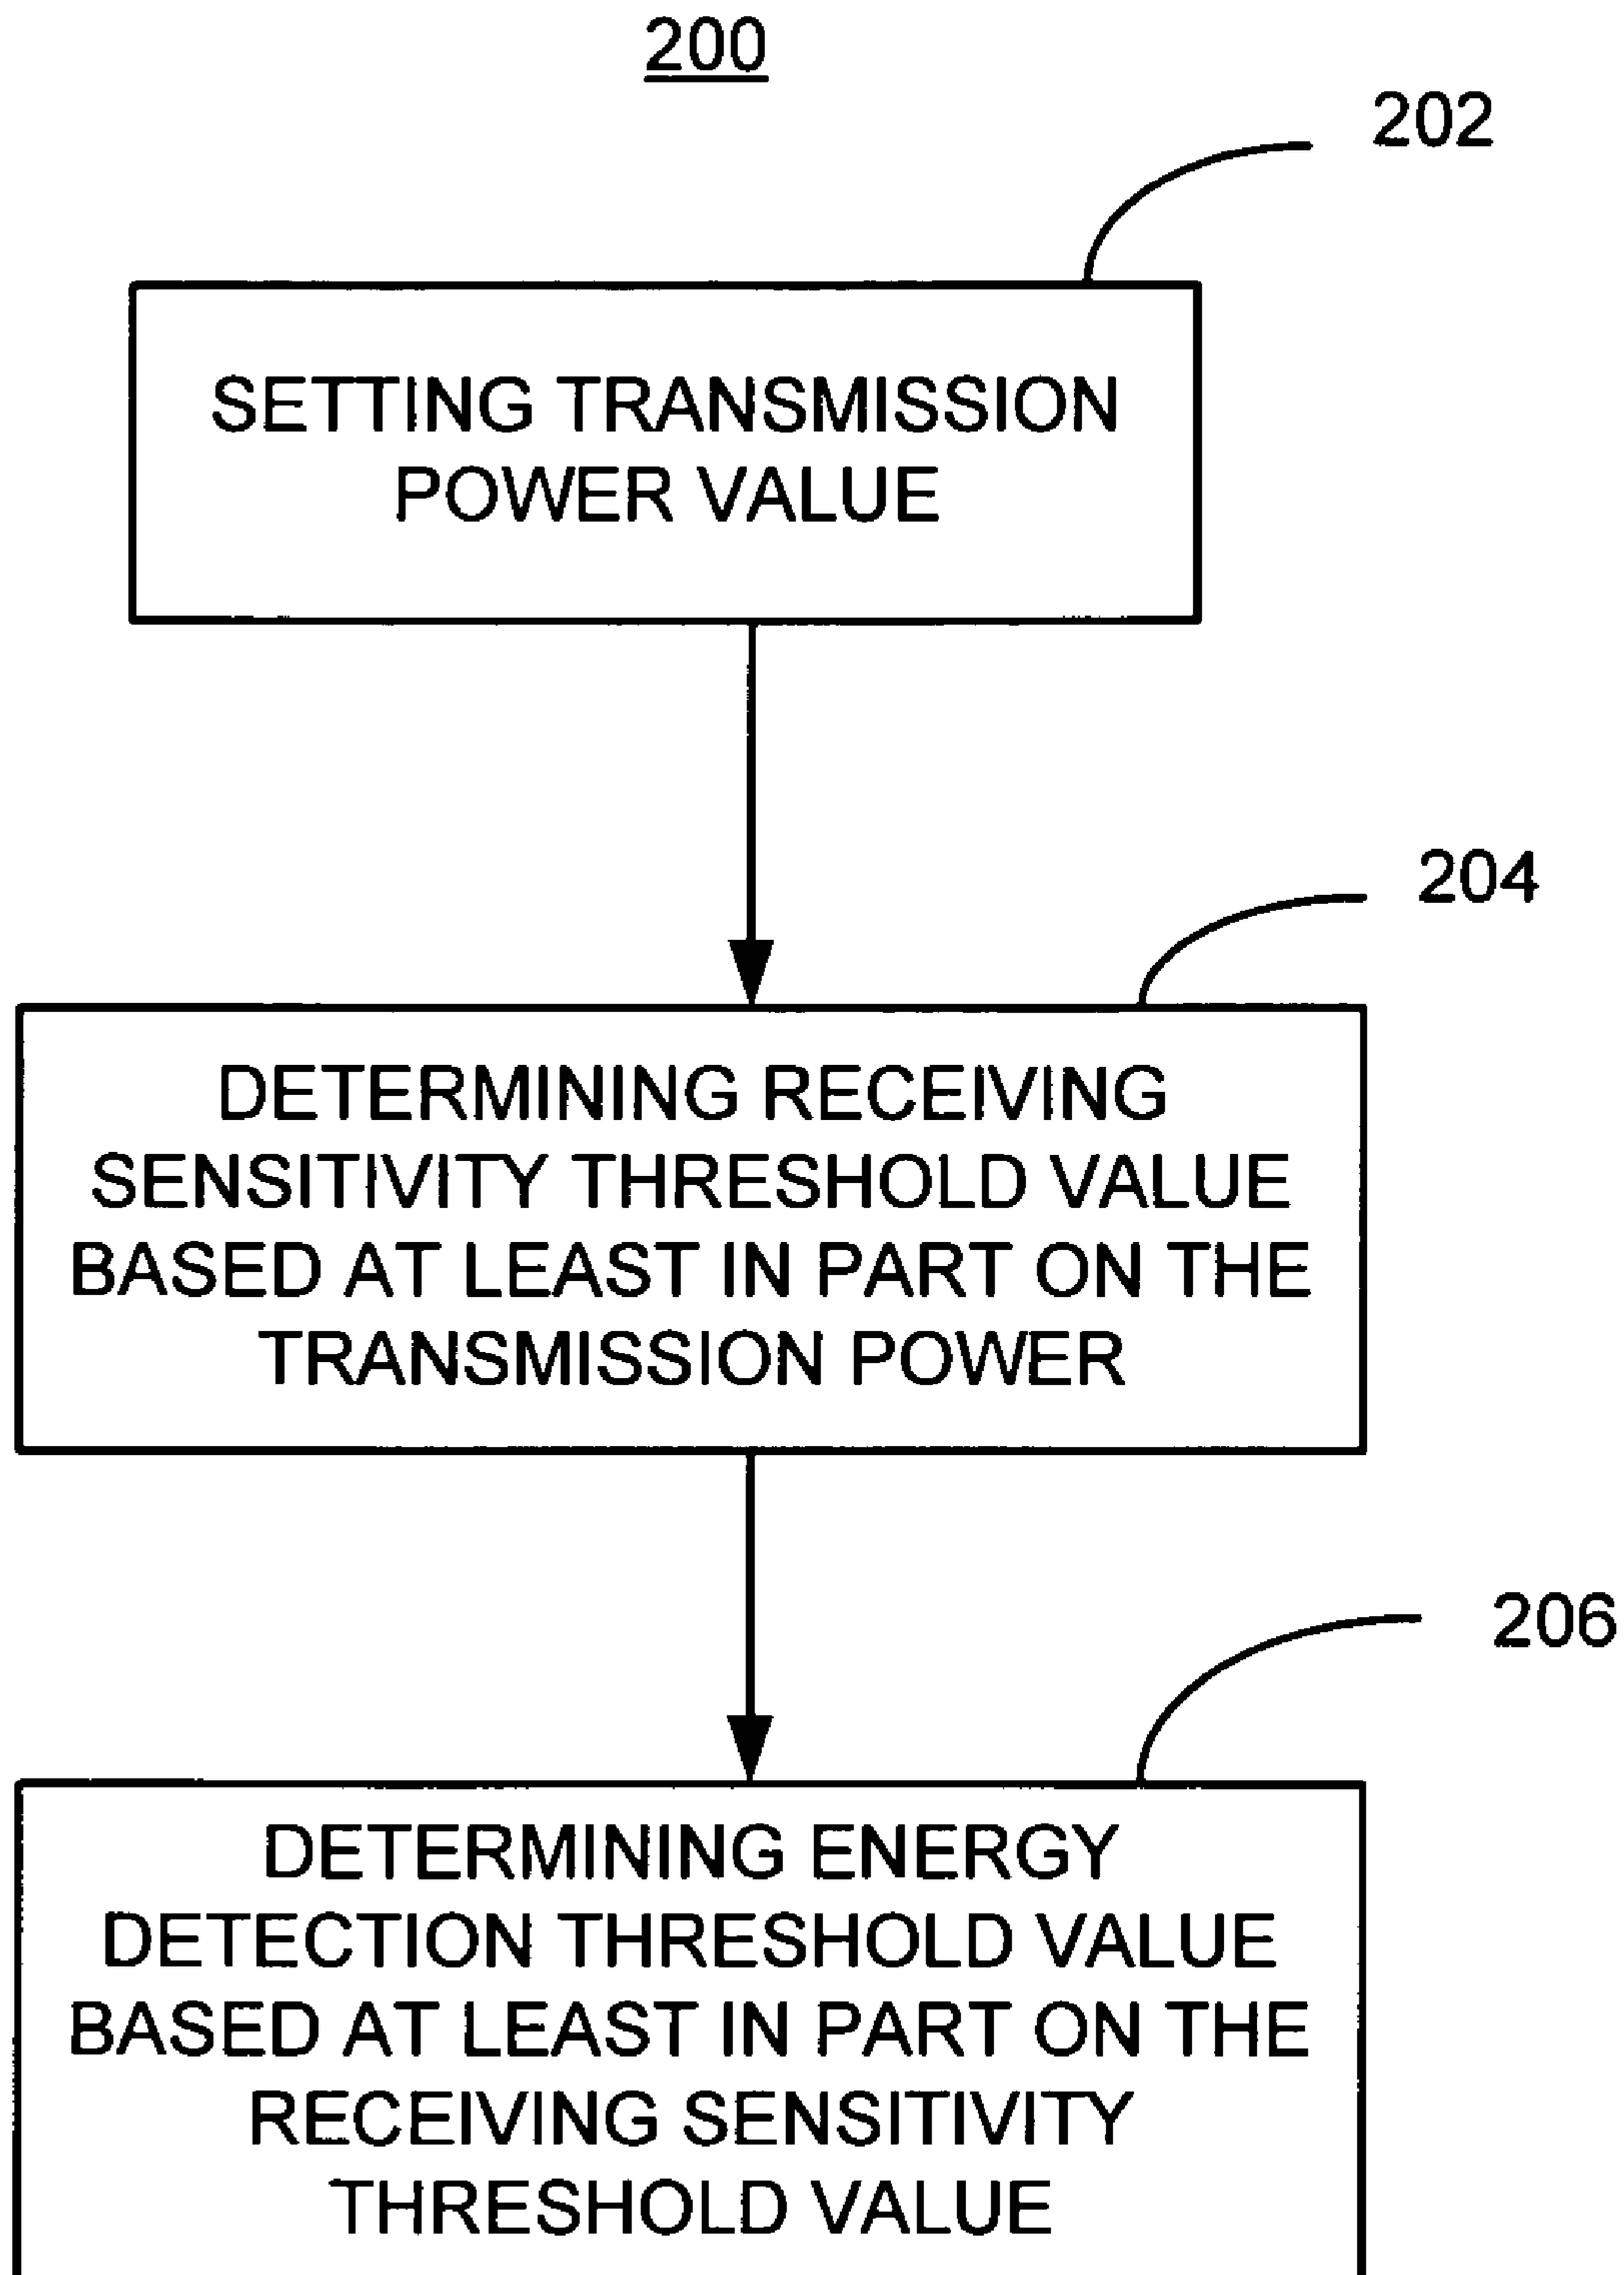 200
202
SETTING TRANSMISSION
POWER VALUE
204
DETERMINING RECEIVING
SENSITIVITY THRESHOLD VALUE
BASED AT LEAST IN PART ON THE
TRANSMISSION POWER
206
DETERMINING ENERGY
DETECTION THRESHOLD VALUE
BASED AT LEAST IN PART ON THE
RECEIVING SENSITIVITY
THRESHOLD VALUE